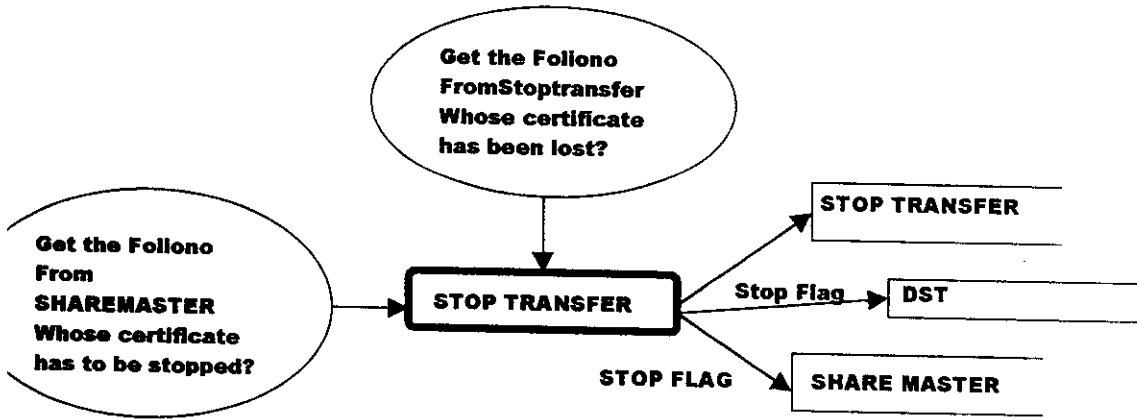 Get the Foliono
FromStoptransfer
Whose certificate
has been lost?
Get the Foliono
From
SHAREMASTER
Whose certificate
has to be stopped?
STOP TRANSFER
STOP TRANSFER
Stop Flag
DST
STOP FLAG
SHARE MASTER